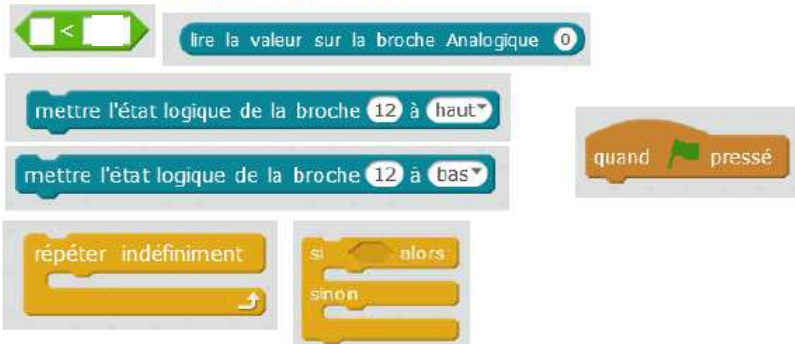 <
lire la valeur sur la broche Analogique 0
mettre l'état logique de la broche 12 à haut
quand pressé
mettre l'état logique de la broche 12 à bas
répéter indéfiniment
si alors
sinon